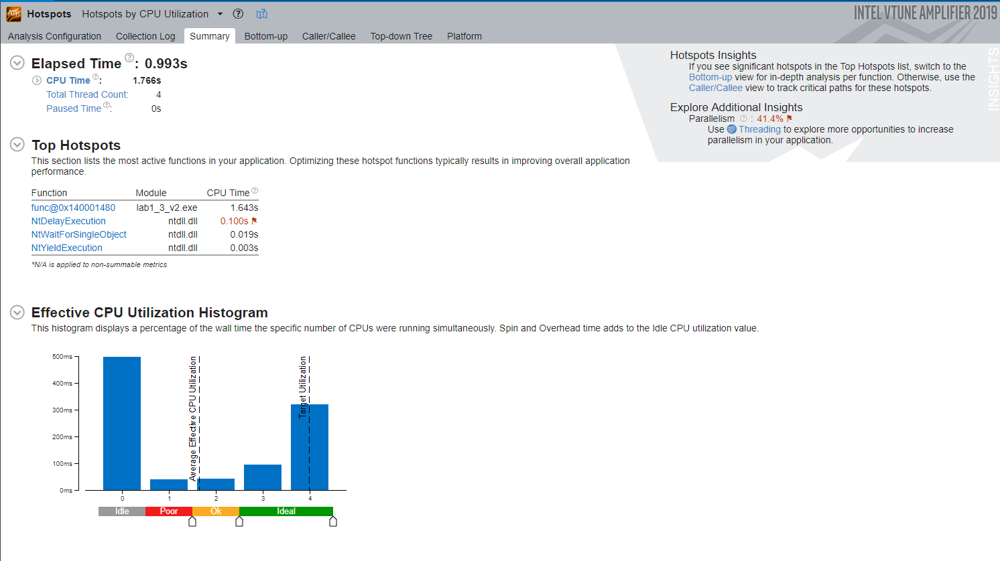 Hotspots Hotspots by CPU Utilization ?
INTEL VTUNE AMPLIFIER 2019
Analysis Configuration Collection Log Summary Bottom-up Caller/Callee Top-down Tree Platform
Elapsed Time ? : 0.993s
CPU Time ? : 1.766s
Total Thread Count: 4
Paused Time ? : 0s
Hotspots Insights
If you see significant hotspots in the Top Hotspots list, switch to the
Bottom-up view for in-depth analysis per function. Otherwise, use the
Caller/Callee view to track critical paths for these hotspots.
Explore Additional Insights
Parallelism ? : 41.4%
Use Threading to explore more opportunities to increase
parallelism in your application.
INSIGHTS
Top Hotspots
This section lists the most active functions in your application. Optimizing these hotspot functions typically results in improving overall application
performance.
Function Module CPU Time ?
func@0x140001480 lab1_3_v2.exe 1.643s
NtDelayExecution ntdll.dll 0.100s
NtWaitForSingleObject ntdll.dll 0.019s
NtYieldExecution ntdll.dll 0.003s
*N/A is applied to non-summable metrics.
Effective CPU Utilization Histogram
This histogram displays a percentage of the wall time the specific number of CPUs were running simultaneously. Spin and Overhead time adds to the Idle CPU utilization value.
500ms
400ms
300ms
200ms
100ms
0ms
Average Effective CPU Utilization
Target Utilization
0 1 2 3 4
Idle Poor Ok Ideal